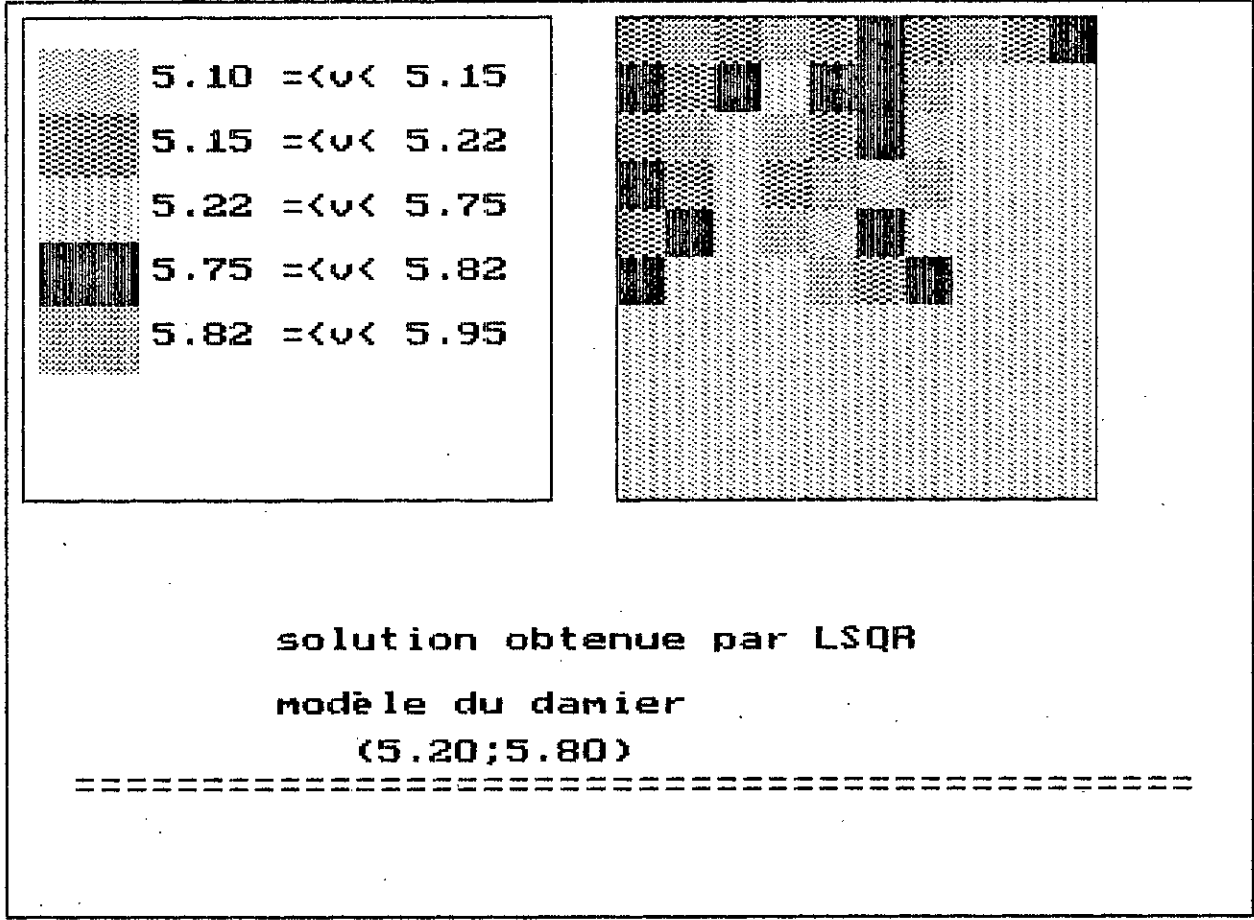 5.10 =<v< 5.15
5.15 =<v< 5.22
5.22 =<v< 5.75
5.75 =<v< 5.82
5.82 =<v< 5.95
solution obtenue par LSQR
modèle du damier
(5.20;5.80)
============================================